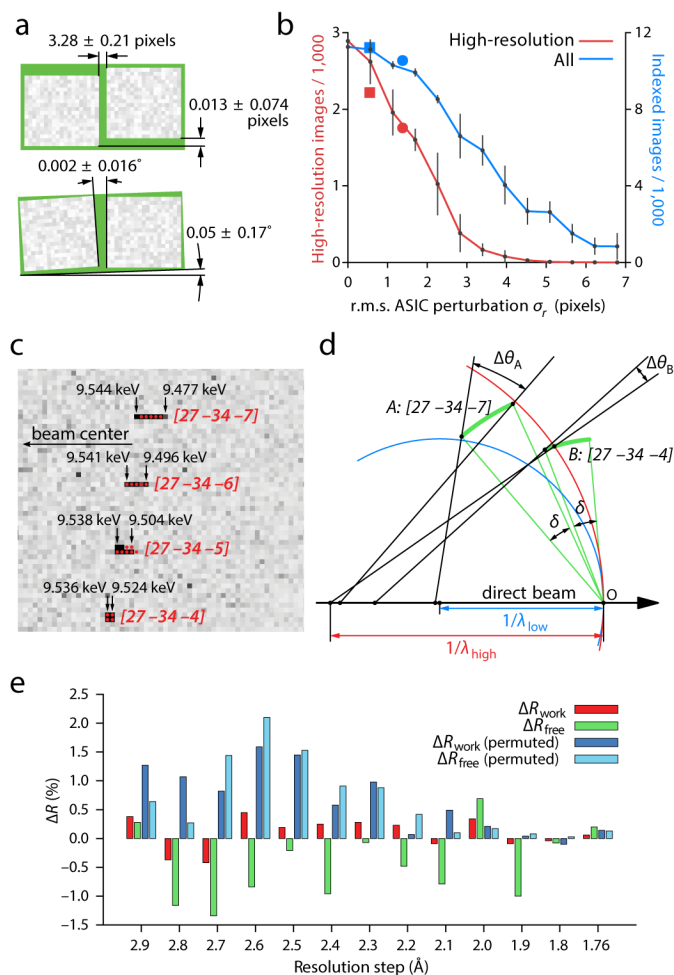 a
3.28 ± 0.21 pixels
0.013 ± 0.074
pixels
0.002 ± 0.016°
0.05 ± 0.17°
b
High-resolution images / 1,000
3
2
1
0
High-resolution
All
12
8
4
0
Indexed images / 1,000
0 1 2 3 4 5 6 7
r.m.s. ASIC perturbation σr (pixels)
c
9.544 keV 9.477 keV
[27 –34 –7]
beam center
9.541 keV 9.496 keV
[27 –34 –6]
9.538 keV 9.504 keV
[27 –34 –5]
9.536 keV 9.524 keV
[27 –34 –4]
d
ΔθA
ΔθB
A: [27 –34 –7]
B: [27 –34 –4]
δ δ
direct beam
O
1/λlow
1/λhigh
e
ΔR (%)
2.5
2.0
1.5
1.0
0.5
0.0
–0.5
–1.0
–1.5
ΔRwork
ΔRfree
ΔRwork (permuted)
ΔRfree (permuted)
2.9 2.8 2.7 2.6 2.5 2.4 2.3 2.2 2.1 2.0 1.9 1.8 1.76
Resolution step (Å)